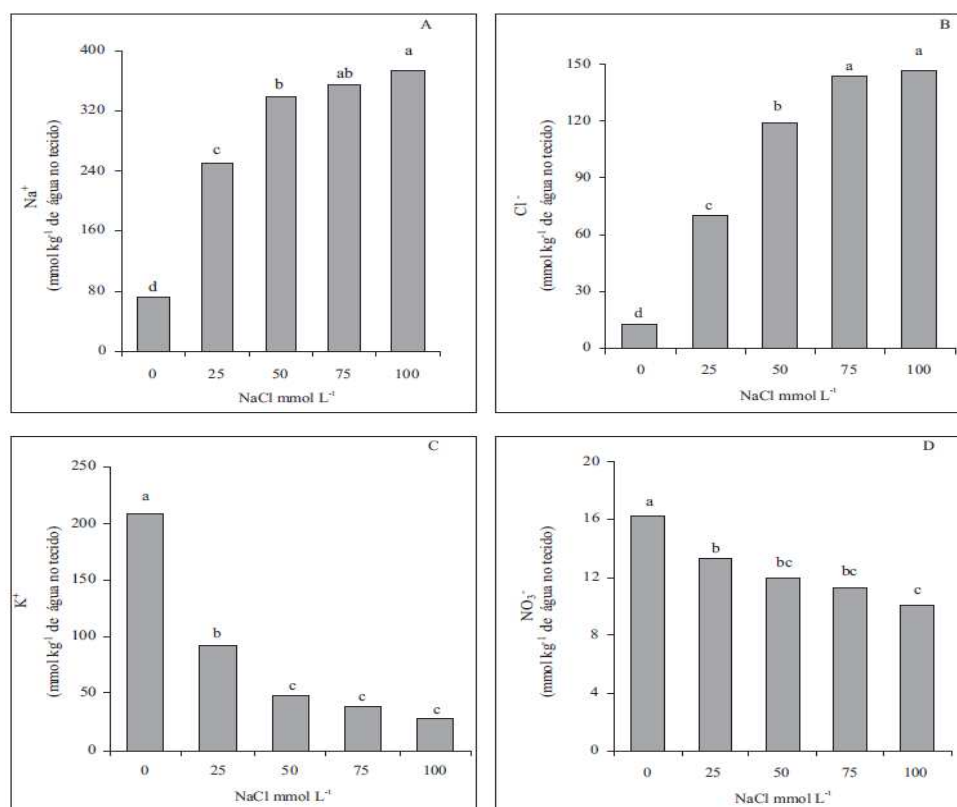 A
400
320
240
160
80
0
Na⁺
(mmol kg⁻¹ de água no tecido)
d
c
b
ab
a
0 25 50 75 100
NaCl mmol L⁻¹
B
150
120
90
60
30
0
Cl⁻
(mmol kg⁻¹ de água no tecido)
d
c
b
a
a
0 25 50 75 100
NaCl mmol L⁻¹
C
250
200
150
100
50
0
K⁺
(mmol kg⁻¹ de água no tecido)
a
b
c
c
c
0 25 50 75 100
NaCl mmol L⁻¹
D
20
16
12
8
4
0
NO₃⁻
(mmol kg⁻¹ de água no tecido)
a
b
bc
bc
c
0 25 50 75 100
NaCl mmol L⁻¹